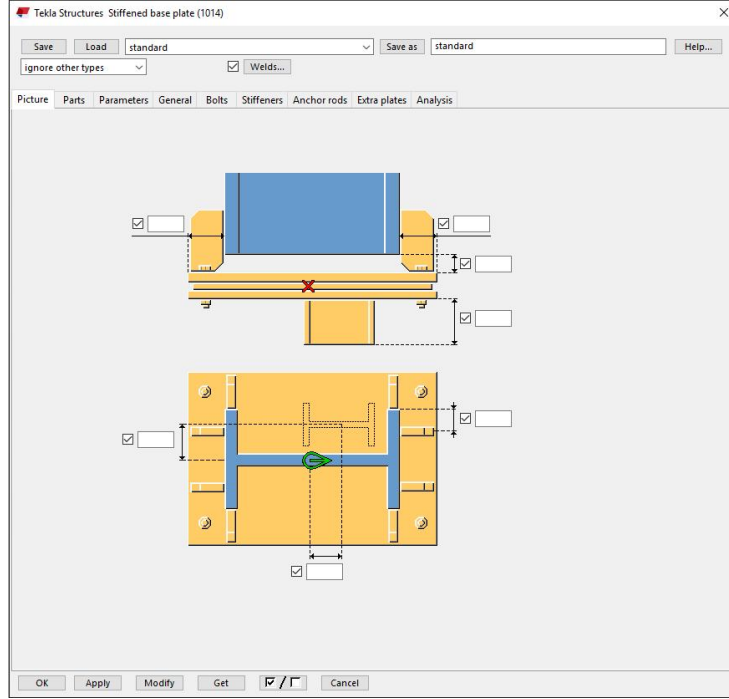 Tekla Structures Stiffened base plate (1014)
Save Load standard Save as standard Help...
ignore other types Welds...
Picture Parts Parameters General Bolts Stiffeners Anchor rods Extra plates Analysis
OK Apply Modify Get / Cancel